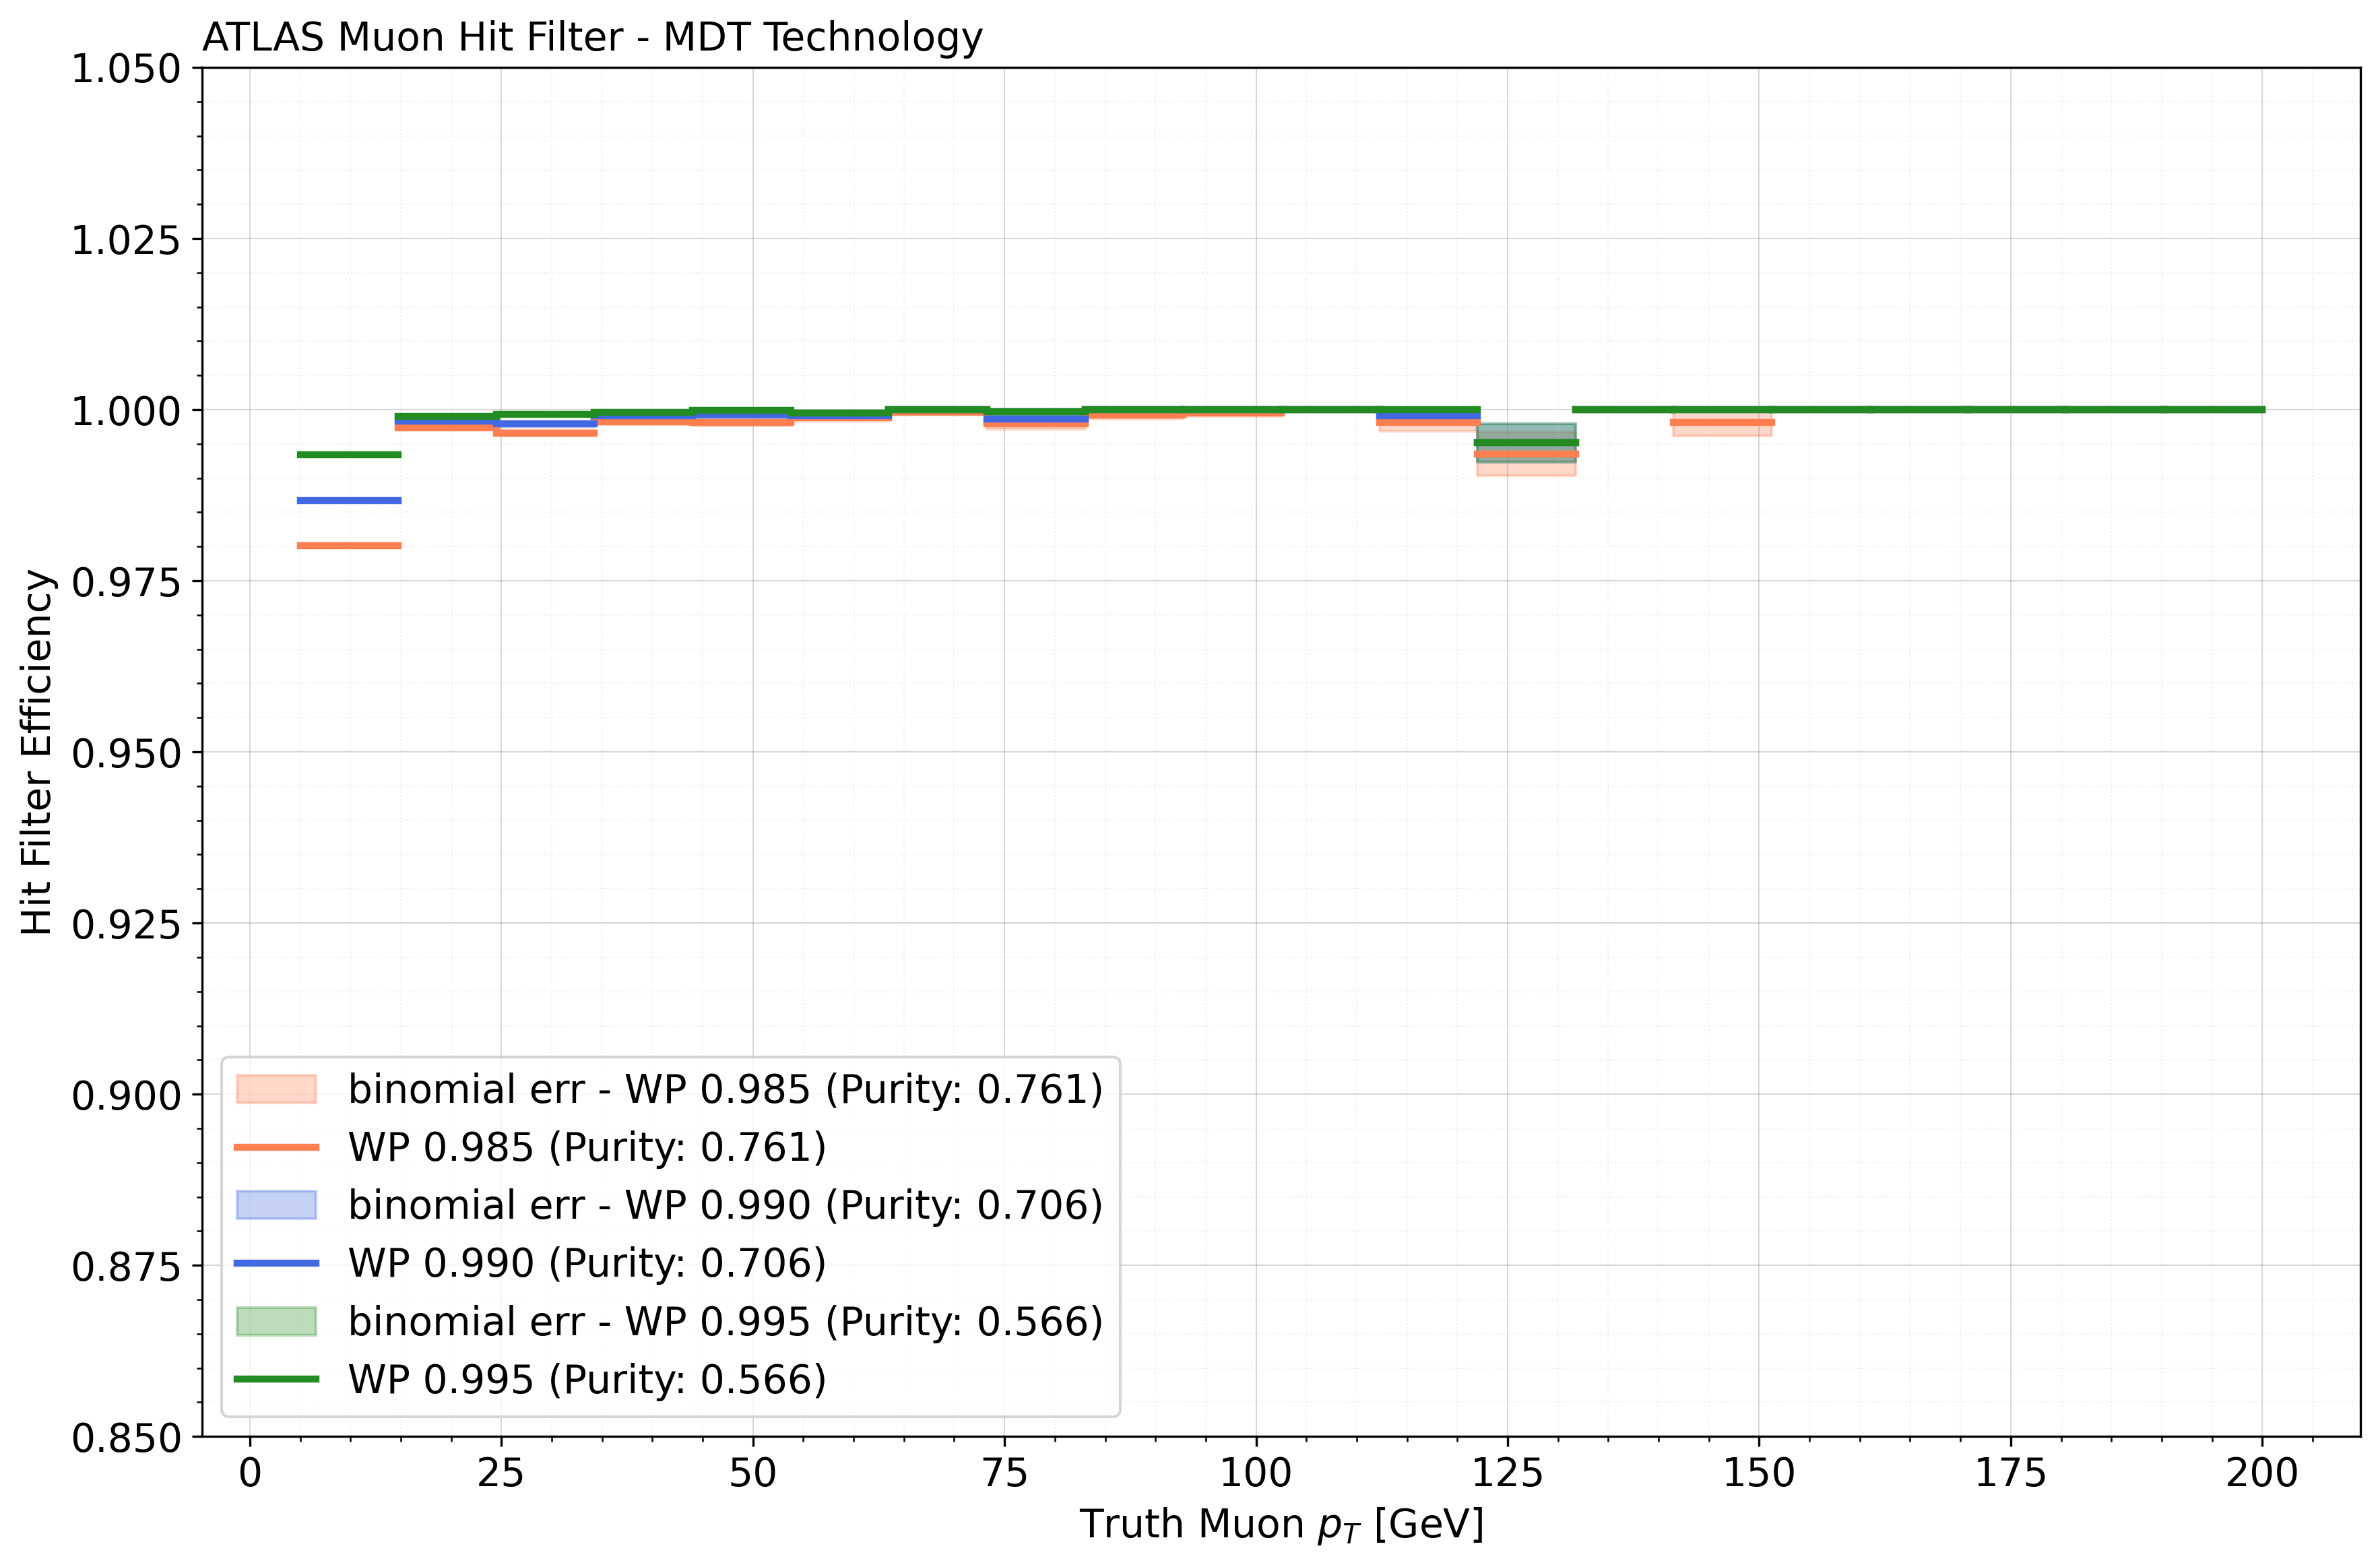 ATLAS Muon Hit Filter - MDT Technology
1.050
1.025
1.000
0.975
0.950
0.925
0.900
0.875
0.850
Hit Filter Efficiency
binomial err - WP 0.985 (Purity: 0.761)
WP 0.985 (Purity: 0.761)
binomial err - WP 0.990 (Purity: 0.706)
WP 0.990 (Purity: 0.706)
binomial err - WP 0.995 (Purity: 0.566)
WP 0.995 (Purity: 0.566)
0 25 50 75 100 125 150 175 200
Truth Muon p_T [GeV]